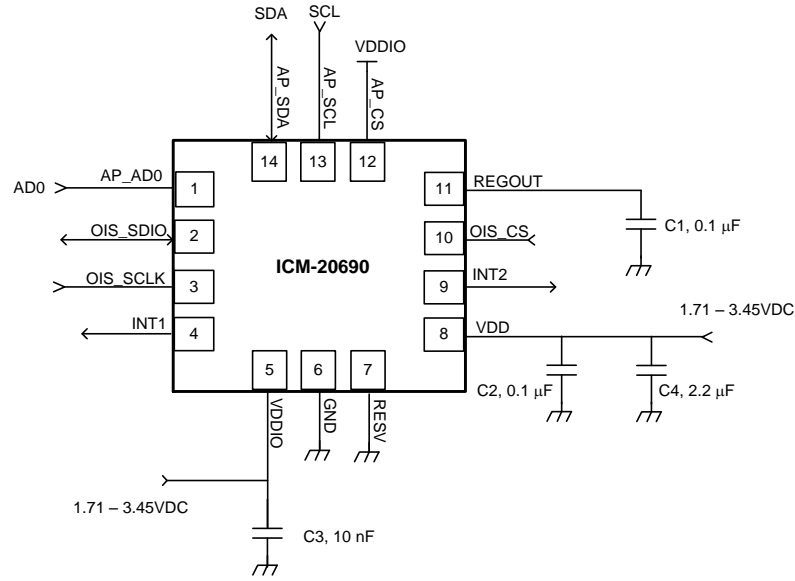 SDA
SCL
VDDIO
AP_SDA
AP_SCL
AP_CS
14
13
12
AD0
AP_AD0
1
11
REGOUT
C1, 0.1 μF
OIS_SDIO
2
10
OIS_CS
ICM-20690
OIS_SCLK
3
9
INT2
INT1
4
8
VDD
1.71 – 3.45VDC
5
6
7
VDDIO
GND
RESV
C2, 0.1 μF
C4, 2.2 μF
1.71 – 3.45VDC
C3, 10 nF